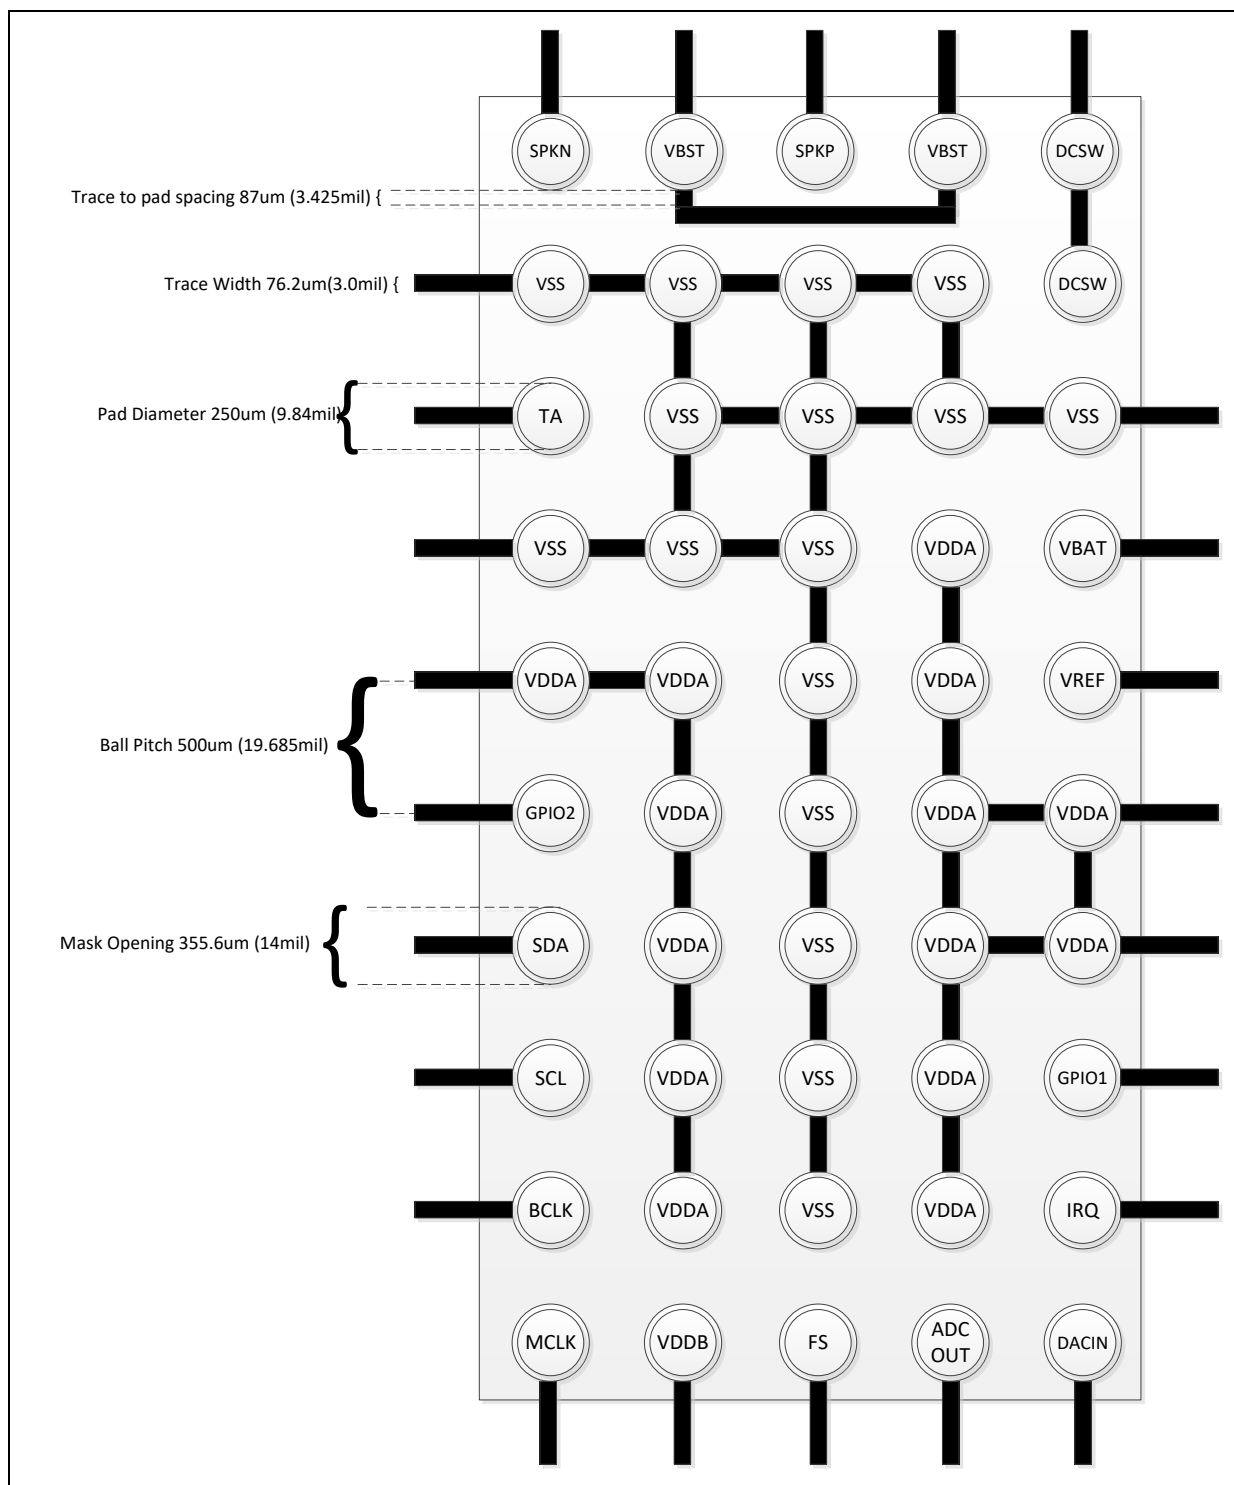 SPKN VBST SPKP VBST DCSW
Trace to pad spacing 87um (3.425mil) {
Trace Width 76.2um(3.0mil) { VSS VSS VSS VSS DCSW
Pad Diameter 250um (9.84mil) { TA VSS VSS VSS VSS
VSS VSS VSS VDDA VBAT
VDDA VDDA VSS VDDA VREF
Ball Pitch 500um (19.685mil) {
GPIO2 VDDA VSS VDDA VDDA
Mask Opening 355.6um (14mil) { SDA VDDA VSS VDDA VDDA
SCL VDDA VSS VDDA GPIO1
BCLK VDDA VSS VDDA IRQ
MCLK VDDB FS ADC
OUT DACIN